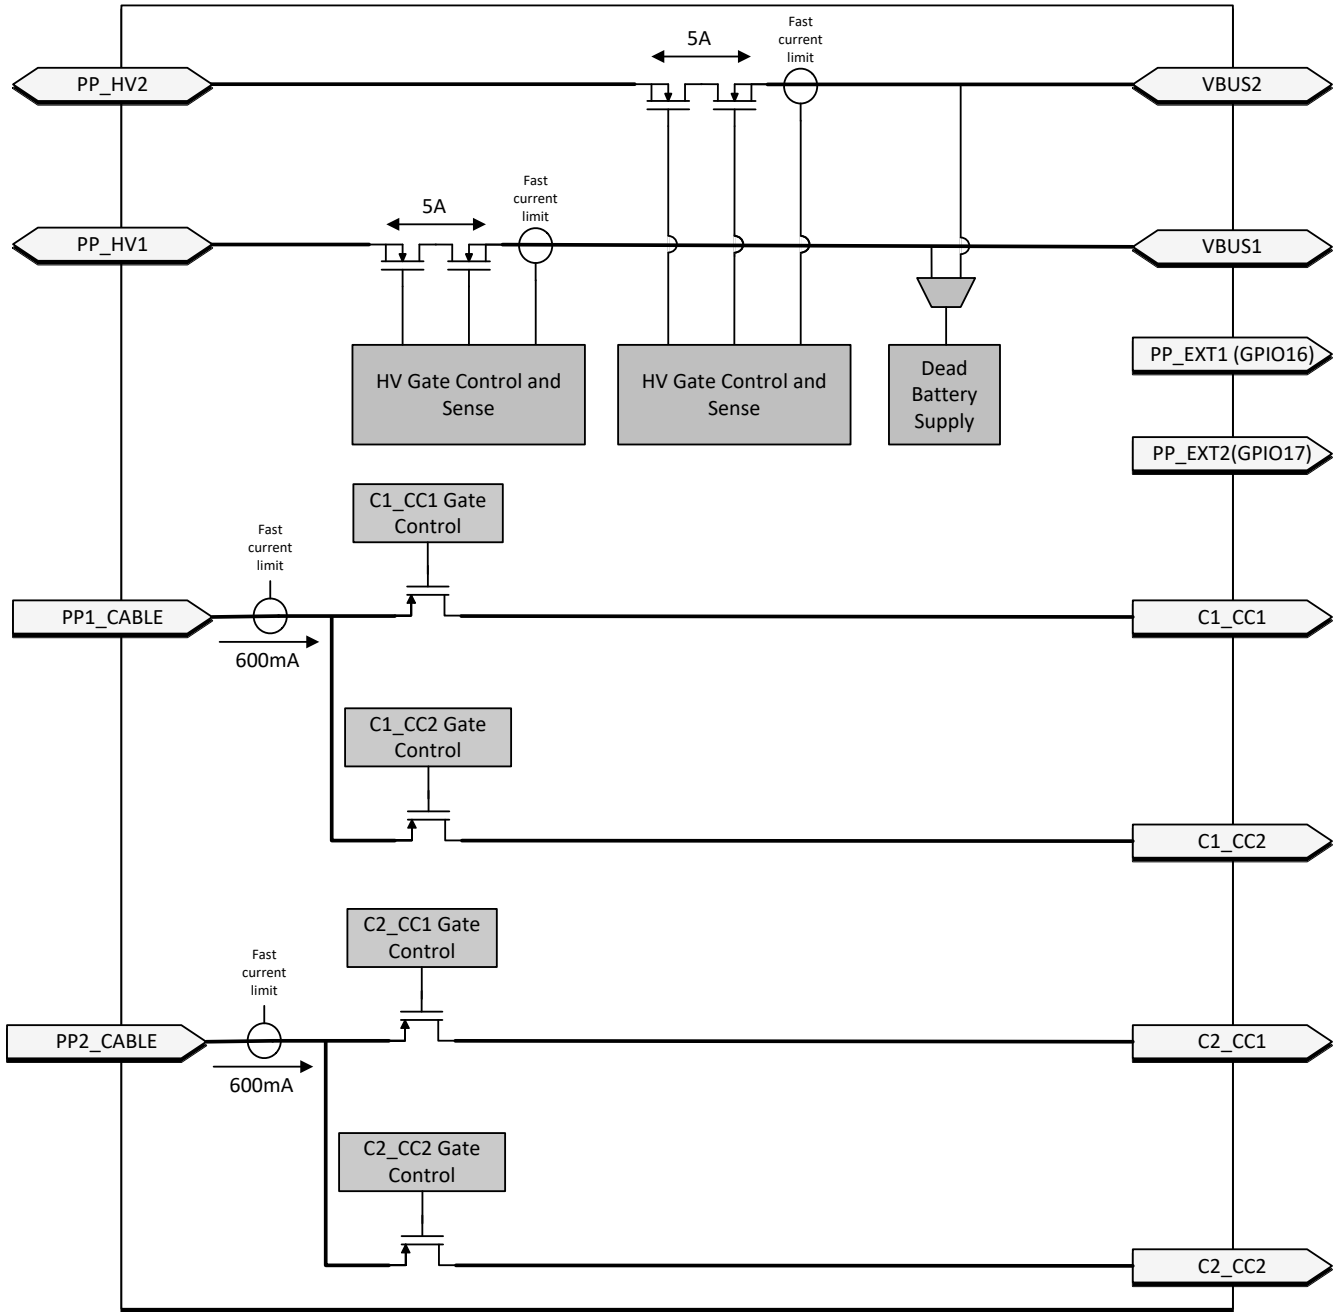 Fast
current
limit
5A
PP_HV2
VBUS2
Fast
current
limit
5A
PP_HV1
VBUS1
PP_EXT1 (GPIO16)
HV Gate Control and
Sense
HV Gate Control and
Sense
Dead
Battery
Supply
PP_EXT2(GPIO17)
C1_CC1 Gate
Control
Fast
current
limit
PP1_CABLE
C1_CC1
600mA
C1_CC2 Gate
Control
C1_CC2
C2_CC1 Gate
Control
Fast
current
limit
PP2_CABLE
C2_CC1
600mA
C2_CC2 Gate
Control
C2_CC2